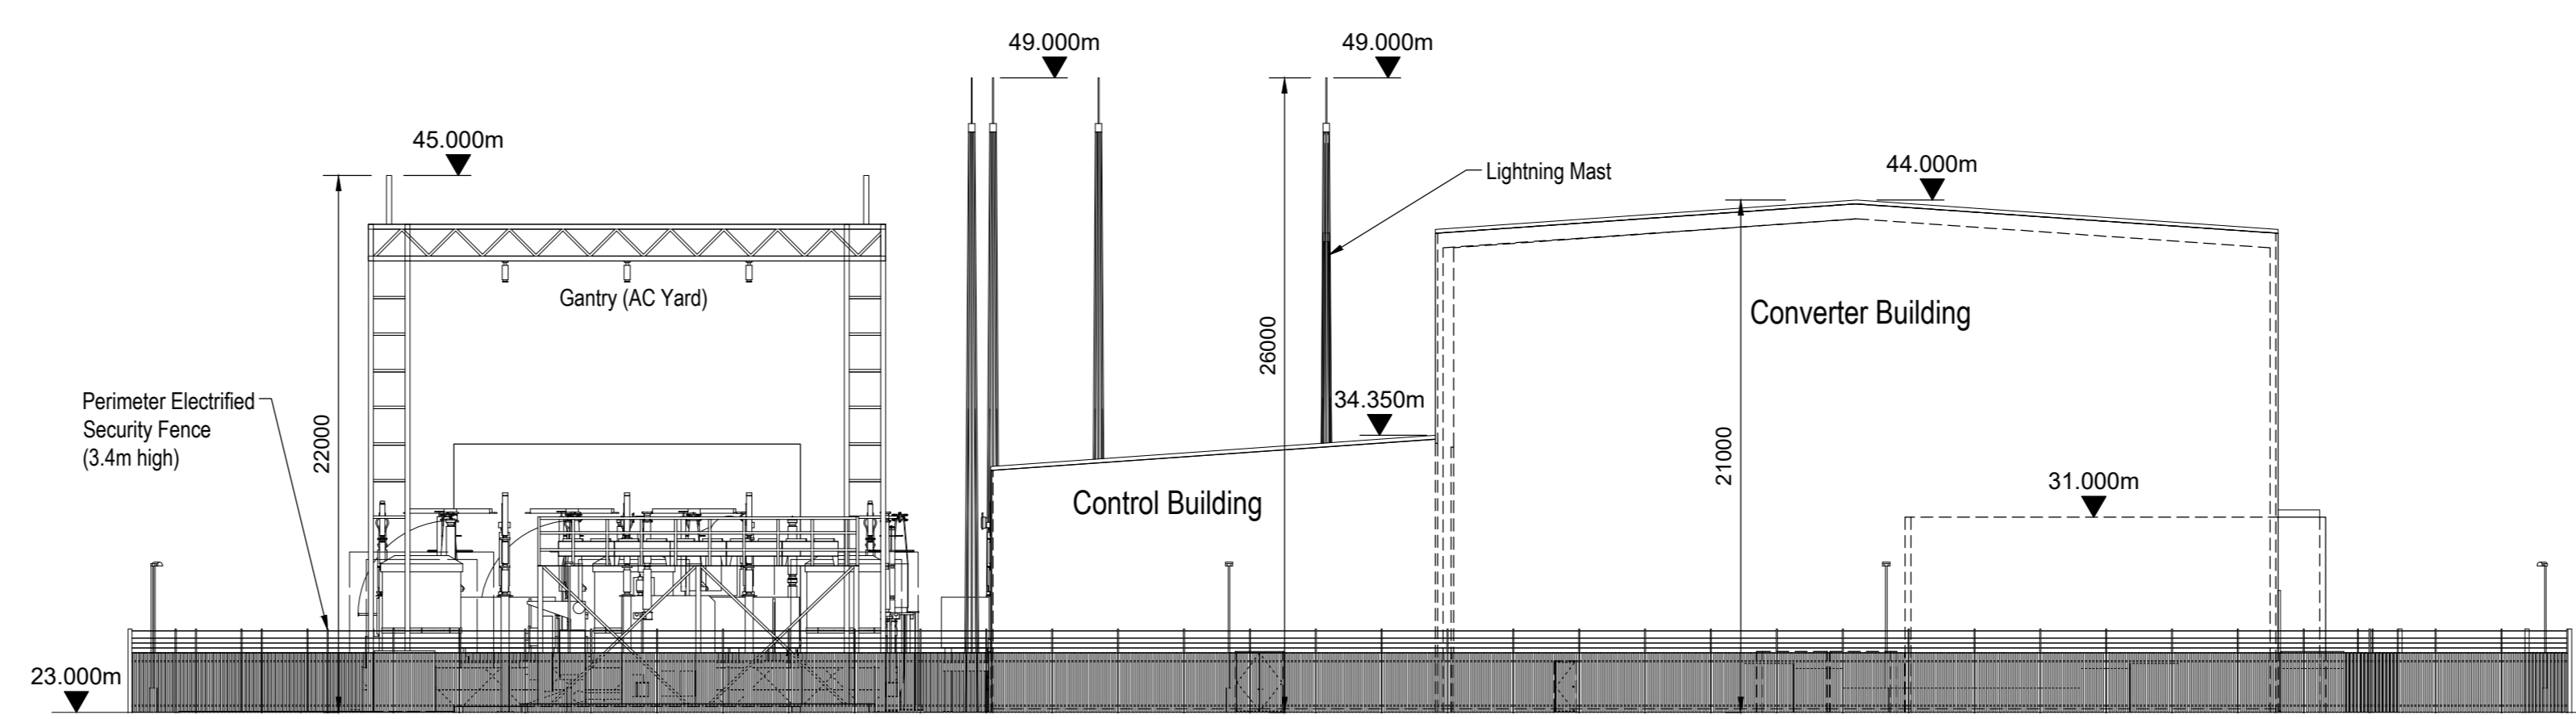 49.000m
49.000m
45.000m
44.000m
Lightning Mast
Gantry (AC Yard)
Converter Building
26000
34.350m
Perimeter Electrified
Security Fence
(3.4m high)
22000
21000
31.000m
Control Building
23.000m